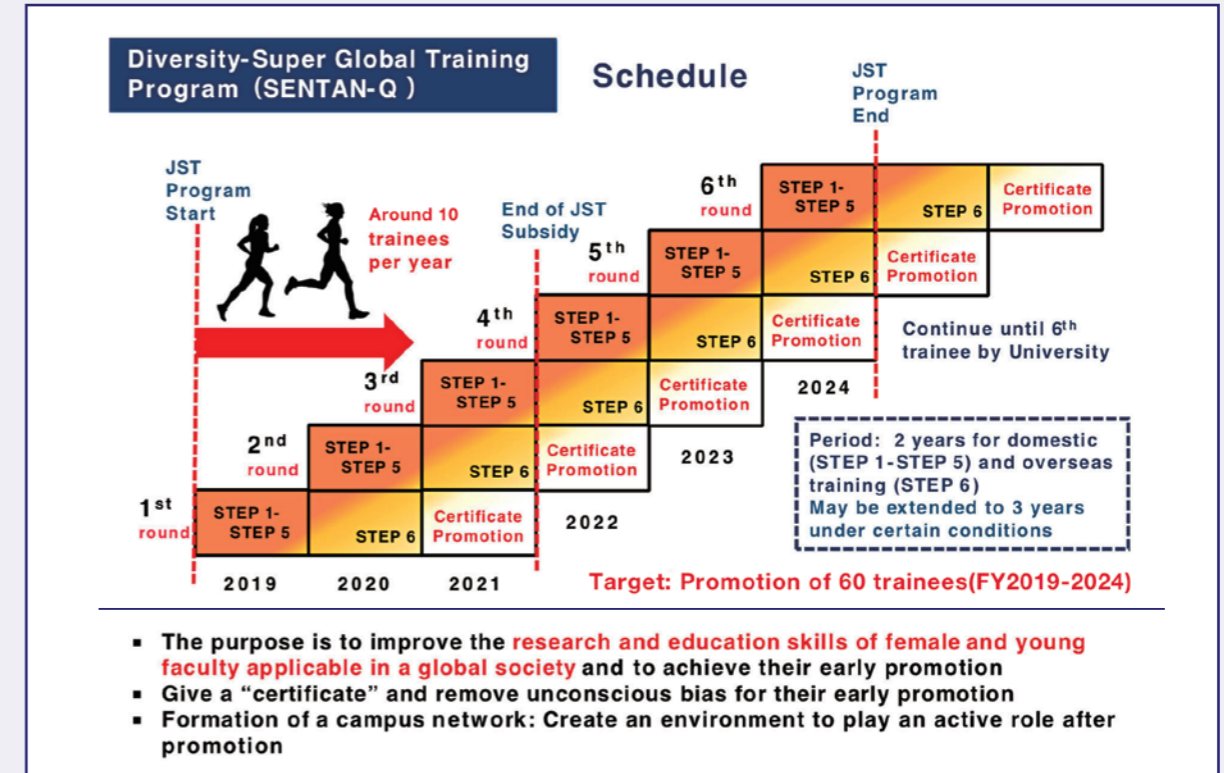 Diversity-Super Global Training
Program (SENTAN-Q )
Schedule
JST
Program
End
JST
Program
Start
Around 10
trainees
per year
End of JST
Subsidy
6th
round
STEP 1-
STEP 5
STEP 6
Certificate
Promotion
5th
round
STEP 1-
STEP 5
STEP 6
Certificate
Promotion
4th
round
STEP 1-
STEP 5
STEP 6
Certificate
Promotion
Continue until 6th
trainee by University
3rd
round
STEP 1-
STEP 5
STEP 6
Certificate
Promotion
2024
2nd
round
STEP 1-
STEP 5
STEP 6
Certificate
Promotion
2023
1st
round
STEP 1-
STEP 5
STEP 6
Certificate
Promotion
2022
Period: 2 years for domestic
(STEP 1-STEP 5) and overseas
training (STEP 6)
May be extended to 3 years
under certain conditions
2019
2020
2021
Target: Promotion of 60 trainees(FY2019-2024)
▪ The purpose is to improve the research and education skills of female and young
faculty applicable in a global society and to achieve their early promotion
▪ Give a “certificate” and remove unconscious bias for their early promotion
▪ Formation of a campus network: Create an environment to play an active role after
promotion